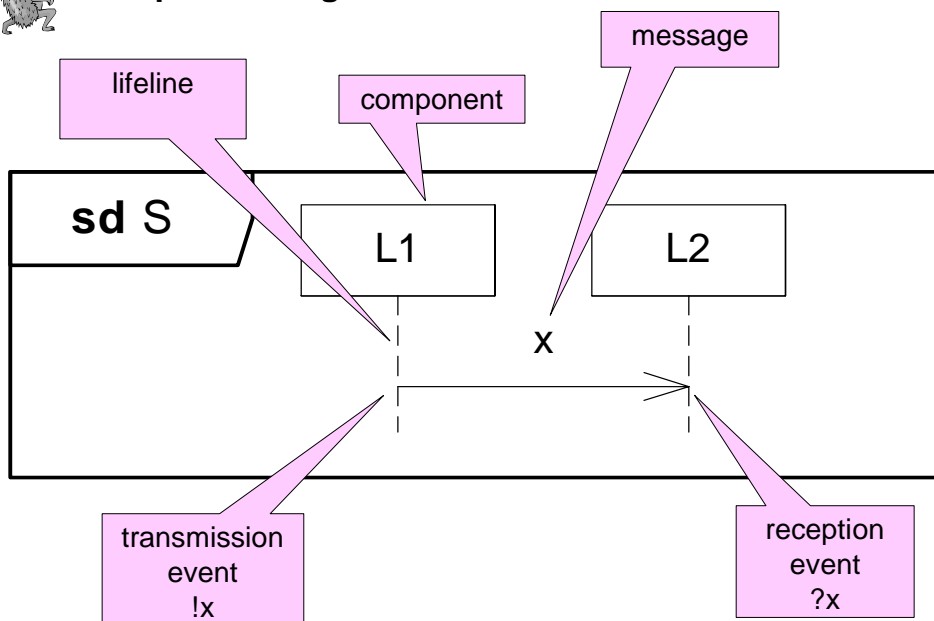 message
lifeline
component
sd S
L1
L2
x
transmission
event
!x
reception
event
?x